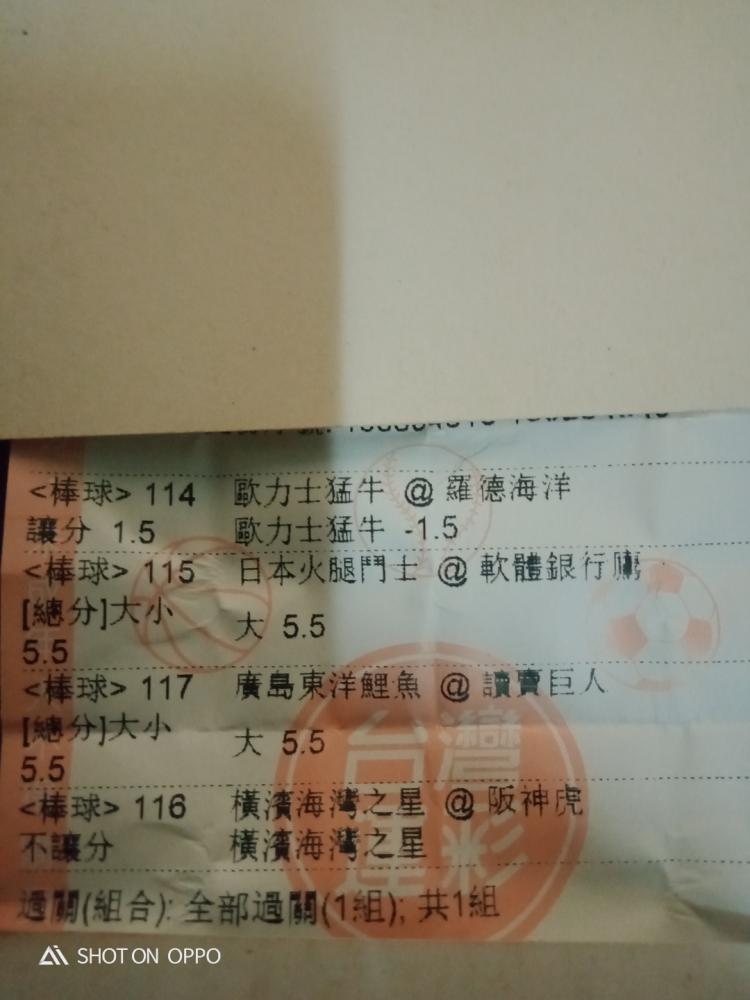 <棒球> 114 歐力士猛牛 @ 羅德海洋
讓分 1.5 歐力士猛牛 -1.5
<棒球> 115 日本火腿鬥士 @ 軟體銀行鷹
[總分]大小 大 5.5
5.5
<棒球> 117 廣島東洋鯉魚 @ 讀賣巨人
[總分]大小 大 5.5
5.5
<棒球> 116 橫濱海灣之星 @ 阪神虎
不讓分 橫濱海灣之星
過關(組合): 全部過關(1組); 共1組
台灣
運彩
SHOT ON OPPO